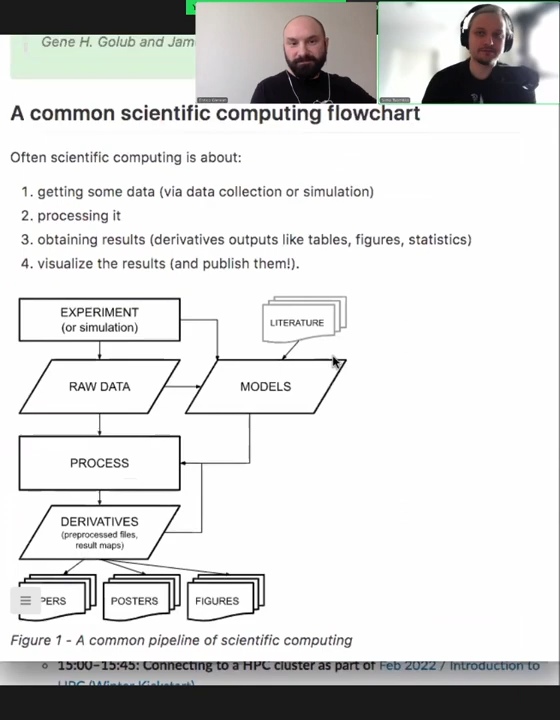 Gene H. Golub and Jam
A common scientific computing flowchart
Often scientific computing is about:
1. getting some data (via data collection or simulation)
2. processing it
3. obtaining results (derivatives outputs like tables, figures, statistics)
4. visualize the results (and publish them!).
EXPERIMENT
(or simulation)
LITERATURE
RAW DATA
MODELS
PROCESS
DERIVATIVES
(preprocessed files,
result maps)
PERS
POSTERS
FIGURES
Figure 1 - A common pipeline of scientific computing
15:00–15:45: Connecting to a HPC cluster as part of Feb 2022 / Introduction to
HPC (Winter Kickstart)